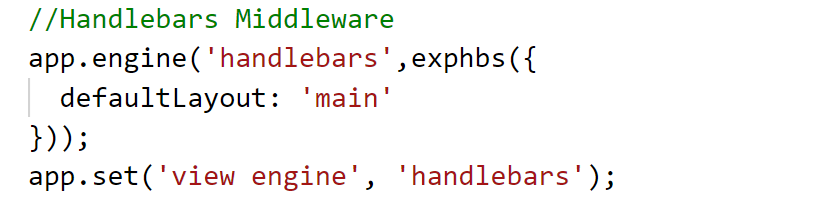 //Handlebars Middleware
app.engine('handlebars',exphbs({
  defaultLayout: 'main'
}));
app.set('view engine', 'handlebars');